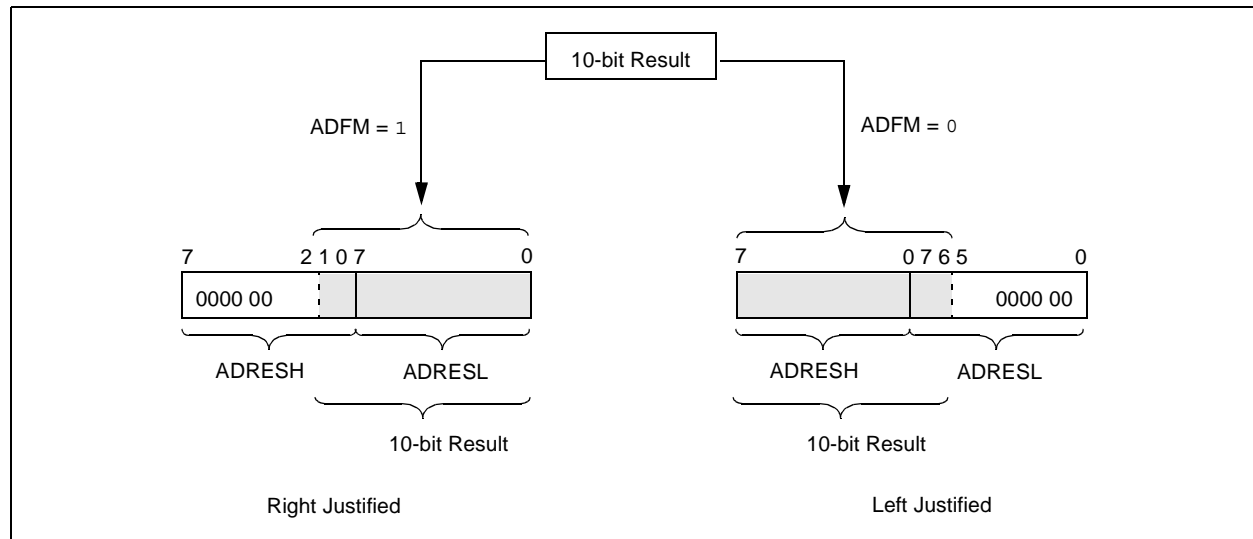 10-bit Result
ADFM = 1
ADFM = 0
7 2 1 0 7 0
7 0 7 6 5 0
0000 00
0000 00
ADRESH ADRESL
ADRESH ADRESL
10-bit Result
10-bit Result
Right Justified
Left Justified